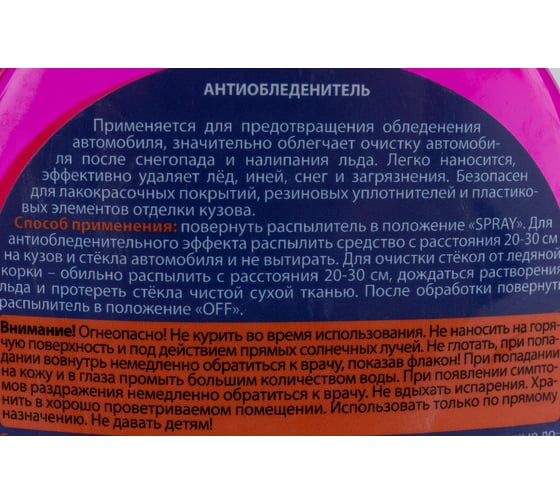 АНТИОБЛЕДЕНИТЕЛЬ
Применяется для предотвращения обледенения
автомобиля, значительно облегчает очистку автомоби-
ля после снегопада и налипания льда. Легко наносится,
эффективно удаляет лёд, иней, снег и загрязнения. Безопасен
для лакокрасочных покрытий, резиновых уплотнителей и пластико-
вых элементов отделки кузова.
Способ применения: повернуть распылитель в положение «SPRAY». Для
антиобледенительного эффекта распылить средство с расстояния 20-30 см
на кузов и стёкла автомобиля и не вытирать. Для очистки стёкол от ледяной
корки – обильно распылить с расстояния 20-30 см, дождаться растворени
льда и протереть стёкла чистой сухой тканью. После обработки повернуть
распылитель в положение "OFF".
Внимание! Огнеопасно! Не курить во время использования. Не наносить на горя-
чую поверхность и под действием прямых солнечных лучей. Не глотать, при попа-
дании вовнутрь немедленно обратиться к врачу, показав флакон! При попадании
на кожу и в глаза промыть большим количеством воды. При появлении симпто-
мов раздражения немедленно обратиться к врачу. Не вдыхать испарения. Хра-
нить в хорошо проветриваемом помещении. Использовать только по прямому
назначению. Не давать детям!